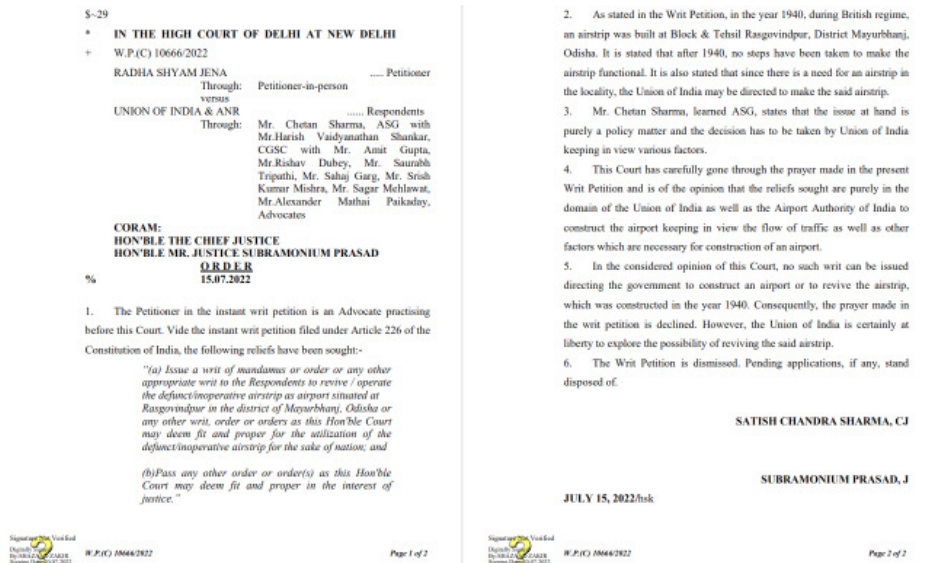 $~29
* IN THE HIGH COURT OF DELHI AT NEW DELHI
+ W.P.(C) 10666/2022
RADHA SHYAM JENA ..... Petitioner
Through: Petitioner-in-person
versus
UNION OF INDIA & ANR ...... Respondents
Through: Mr. Chetan Sharma, ASG with
Mr.Harish Vaidyanathan Shankar,
CGSC with Mr. Amit Gupta,
Mr.Rishav Dubey, Mr. Saurabh
Tripathi, Mr. Sahaj Garg, Mr. Srish
Kumar Mishra, Mr. Sagar Mehlawat,
Mr.Alexander Mathai Paikaday,
Advocates
CORAM:
HON'BLE THE CHIEF JUSTICE
HON'BLE MR. JUSTICE SUBRAMONIUM PRASAD
O R D E R
% 15.07.2022
1. The Petitioner in the instant writ petition is an Advocate practising
before this Court. Vide the instant writ petition filed under Article 226 of the
Constitution of India, the following reliefs have been sought:-
"(a) Issue a writ of mandamus or order or any other
appropriate writ to the Respondents to revive / operate
the defunct/inoperative airstrip as airport situated at
Rasgovindpur in the district of Mayurbhanj, Odisha or
any other writ, order or orders as this Hon'ble Court
may deem fit and proper for the utilization of the
defunct/inoperative airstrip for the sake of nation; and
(b)Pass any other order or order(s) as this Hon'ble
Court may deem fit and proper in the interest of
justice."
Signature Not Verified
Digitally Signed
W.P.(C) 10666/2022 Page 1 of 2
2. As stated in the Writ Petition, in the year 1940, during British regime,
an airstrip was built at Block & Tehsil Rasgovindpur, District Mayurbhanj,
Odisha. It is stated that after 1940, no steps have been taken to make the
airstrip functional. It is also stated that since there is a need for an airstrip in
the locality, the Union of India may be directed to make the said airstrip.
3. Mr. Chetan Sharma, learned ASG, states that the issue at hand is
purely a policy matter and the decision has to be taken by Union of India
keeping in view various factors.
4. This Court has carefully gone through the prayer made in the present
Writ Petition and is of the opinion that the reliefs sought are purely in the
domain of the Union of India as well as the Airport Authority of India to
construct the airport keeping in view the flow of traffic as well as other
factors which are necessary for construction of an airport.
5. In the considered opinion of this Court, no such writ can be issued
directing the government to construct an airport or to revive the airstrip,
which was constructed in the year 1940. Consequently, the prayer made in
the writ petition is declined. However, the Union of India is certainly at
liberty to explore the possibility of reviving the said airstrip.
6. The Writ Petition is dismissed. Pending applications, if any, stand
disposed of.
SATISH CHANDRA SHARMA, CJ
SUBRAMONIUM PRASAD, J
JULY 15, 2022/hsk
Signature Not Verified
Digitally Signed
W.P.(C) 10666/2022 Page 2 of 2